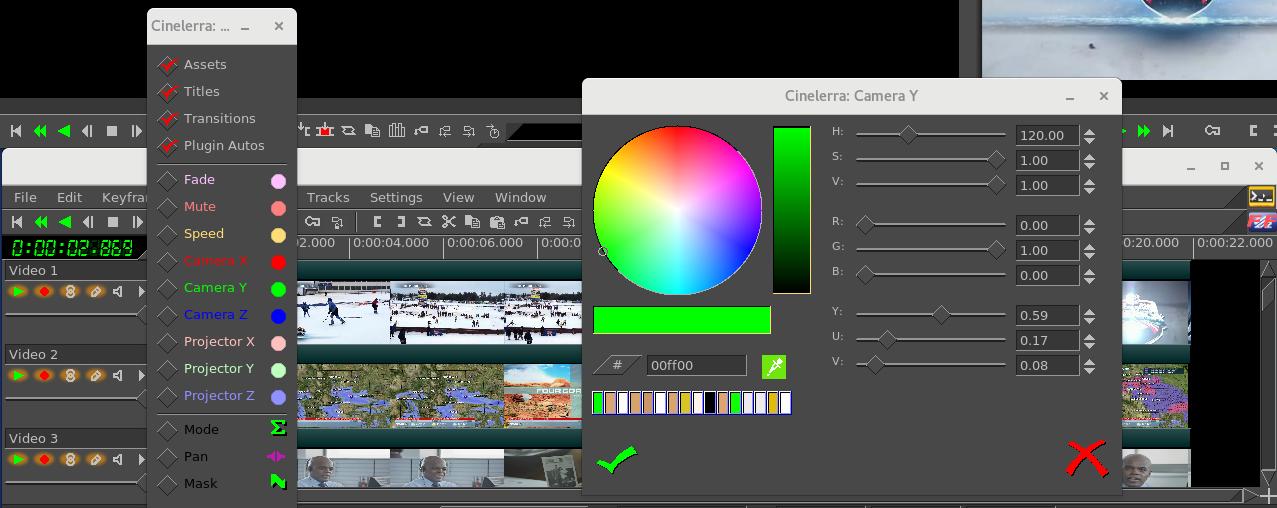 Cinelerra: ...
Assets
Titles
Transitions
Plugin Autos
Fade
Mute
Speed
Camera X
Camera Y
Camera Z
Projector X
Projector Y
Projector Z
Mode
Pan
Mask
Cinelerra: Camera Y
H: 120.00
S: 1.00
V: 1.00
R: 0.00
G: 1.00
B: 0.00
Y: 0.59
U: 0.17
V: 0.08
# 00ff00
File Edit Keyfram Tracks Settings View Window
0:00:02.869
02.000 0:00:04.000 0:00:06.000 0:00:0 :20.000 0:00:22.000
Video 1
Video 2
Video 3